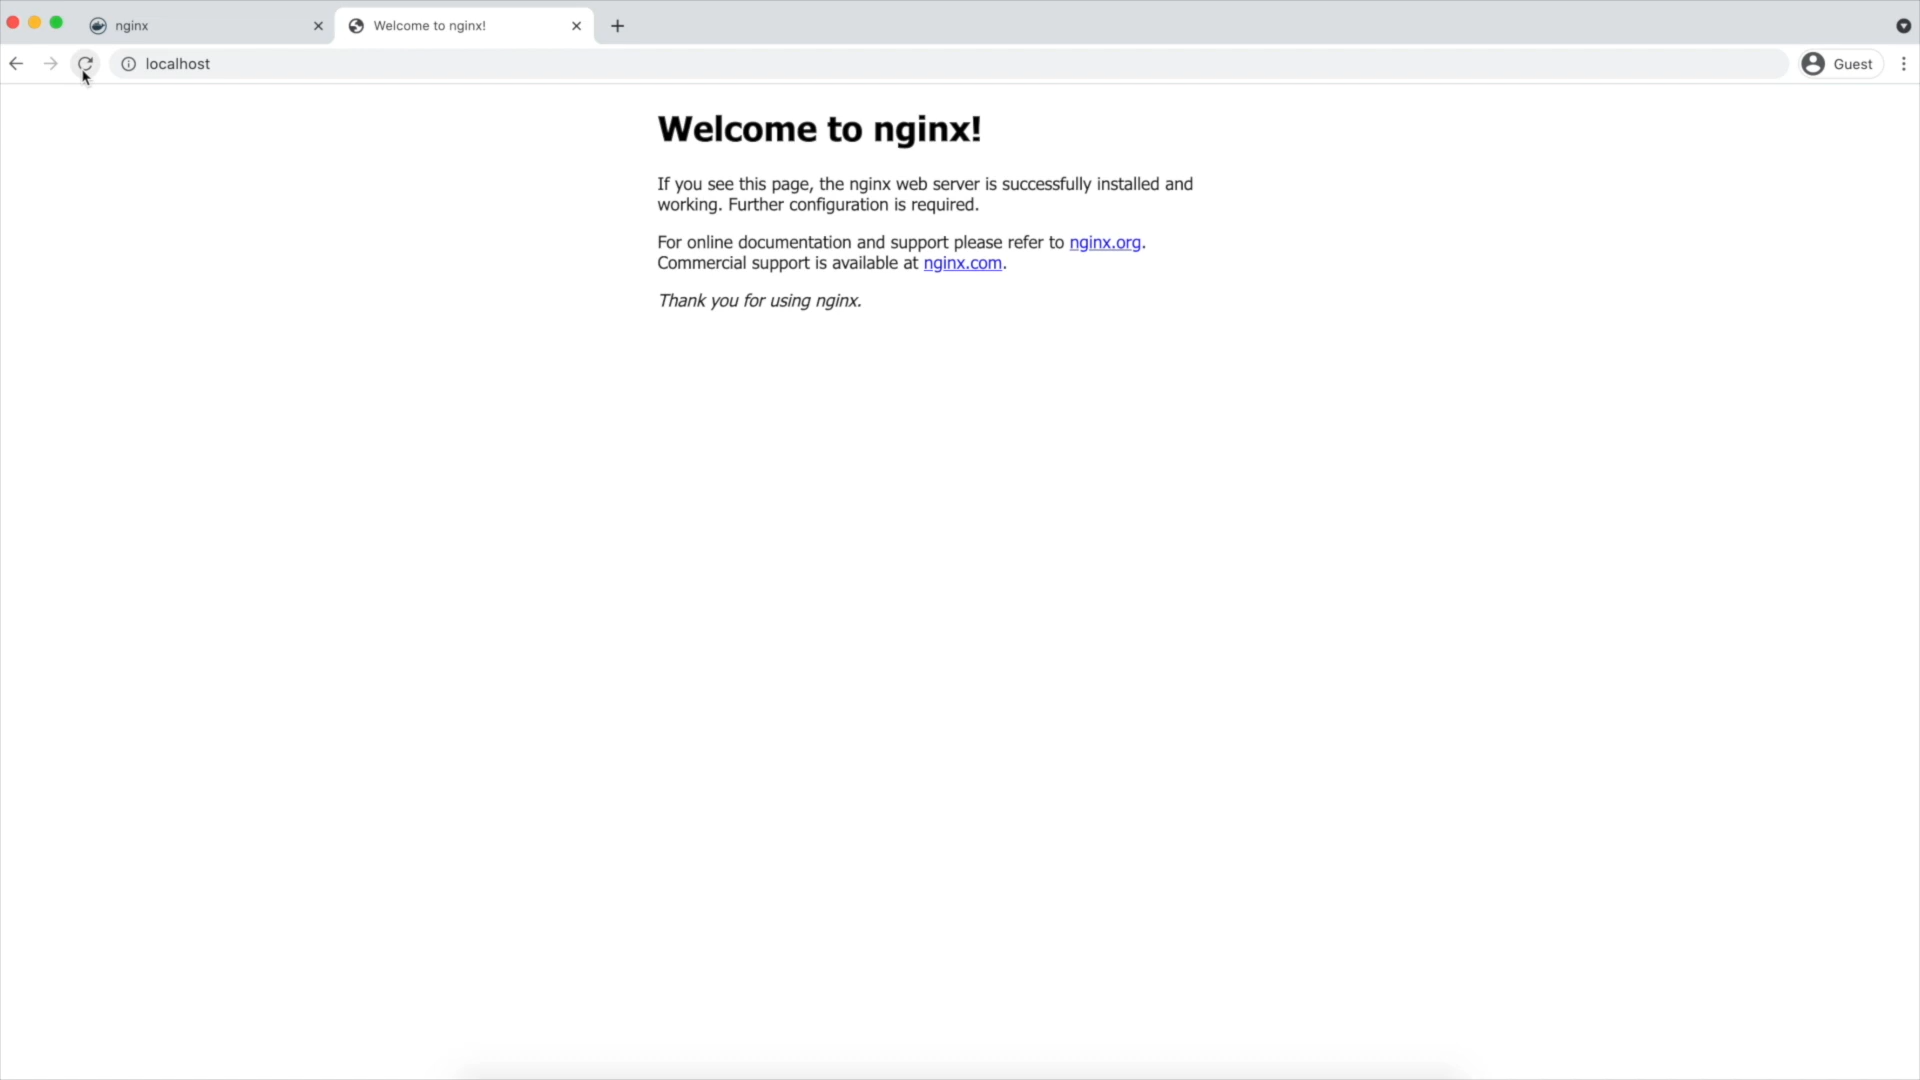 nginx
Welcome to nginx!
localhost
Guest
Welcome to nginx!
If you see this page, the nginx web server is successfully installed and
working. Further configuration is required.
For online documentation and support please refer to nginx.org.
Commercial support is available at nginx.com.
Thank you for using nginx.